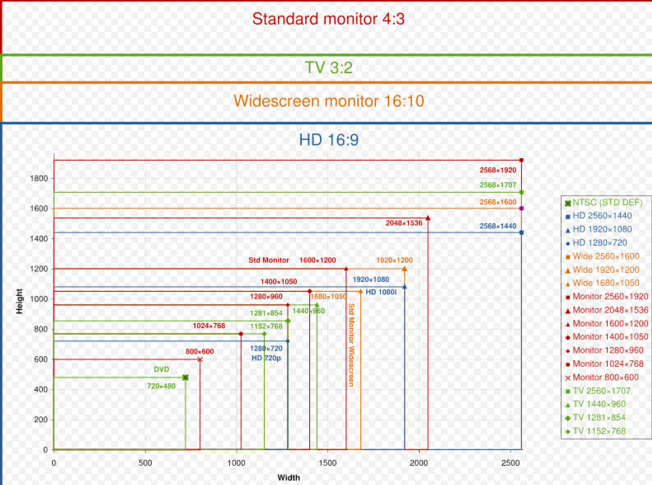 Standard monitor 4:3
TV 3:2
Widescreen monitor 16:10
HD 16:9
2568×1920
2568×1707
2568×1600
2048×1536
2568×1440
Std Monitor 1600×1200
1920×1200
1400×1050
1920×1080
HD 1080i
1280×960
1680×1050
1440×960
1281×854
1024×768
1152×768
1280×720
HD 720p
800×600
DVD
720×480
Std Monitor Widescreen
Height
1800
1600
1400
1200
1000
800
600
400
200
0
0
500
1000
1500
2000
2500
Width
NTSC (STD DEF)
HD 2560×1440
HD 1920×1080
HD 1280×720
Wide 2560×1600
Wide 1920×1200
Wide 1680×1050
Monitor 2560×1920
Monitor 2048×1536
Monitor 1600×1200
Monitor 1400×1050
Monitor 1280×960
Monitor 1024×768
Monitor 800×600
TV 2560×1707
TV 1440×960
TV 1281×854
TV 1152×768